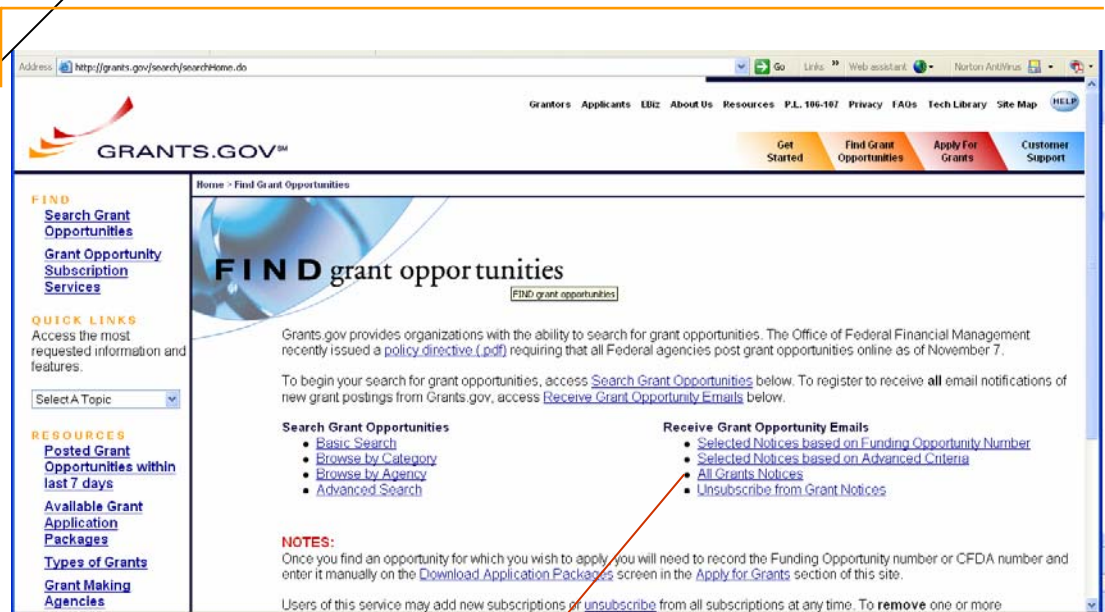 Address http://grants.gov/search/searchHome.do Go Links » Web assistant Norton AntiVirus
Grantors Applicants EBiz About Us Resources P.L. 106-107 Privacy FAQs Tech Library Site Map HELP
GRANTS.GOV℠
Get Started
Find Grant Opportunities
Apply For Grants
Customer Support
Home > Find Grant Opportunities
FIND
Search Grant
Opportunities
Grant Opportunity
Subscription
Services
QUICK LINKS
Access the most
requested information and
features.
Select A Topic
RESOURCES
Posted Grant
Opportunities within
last 7 days
Available Grant
Application
Packages
Types of Grants
Grant Making
Agencies
FIND grant opportunities
FIND grant opportunities
Grants.gov provides organizations with the ability to search for grant opportunities. The Office of Federal Financial Management
recently issued a policy directive (.pdf) requiring that all Federal agencies post grant opportunities online as of November 7.
To begin your search for grant opportunities, access Search Grant Opportunities below. To register to receive all email notifications of
new grant postings from Grants.gov, access Receive Grant Opportunity Emails below.
Search Grant Opportunities
• Basic Search
• Browse by Category
• Browse by Agency
• Advanced Search
Receive Grant Opportunity Emails
• Selected Notices based on Funding Opportunity Number
• Selected Notices based on Advanced Criteria
• All Grants Notices
• Unsubscribe from Grant Notices
NOTES:
Once you find an opportunity for which you wish to apply, you will need to record the Funding Opportunity number or CFDA number and
enter it manually on the Download Application Packages screen in the Apply for Grants section of this site.
Users of this service may add new subscriptions or unsubscribe from all subscriptions at any time. To remove one or more